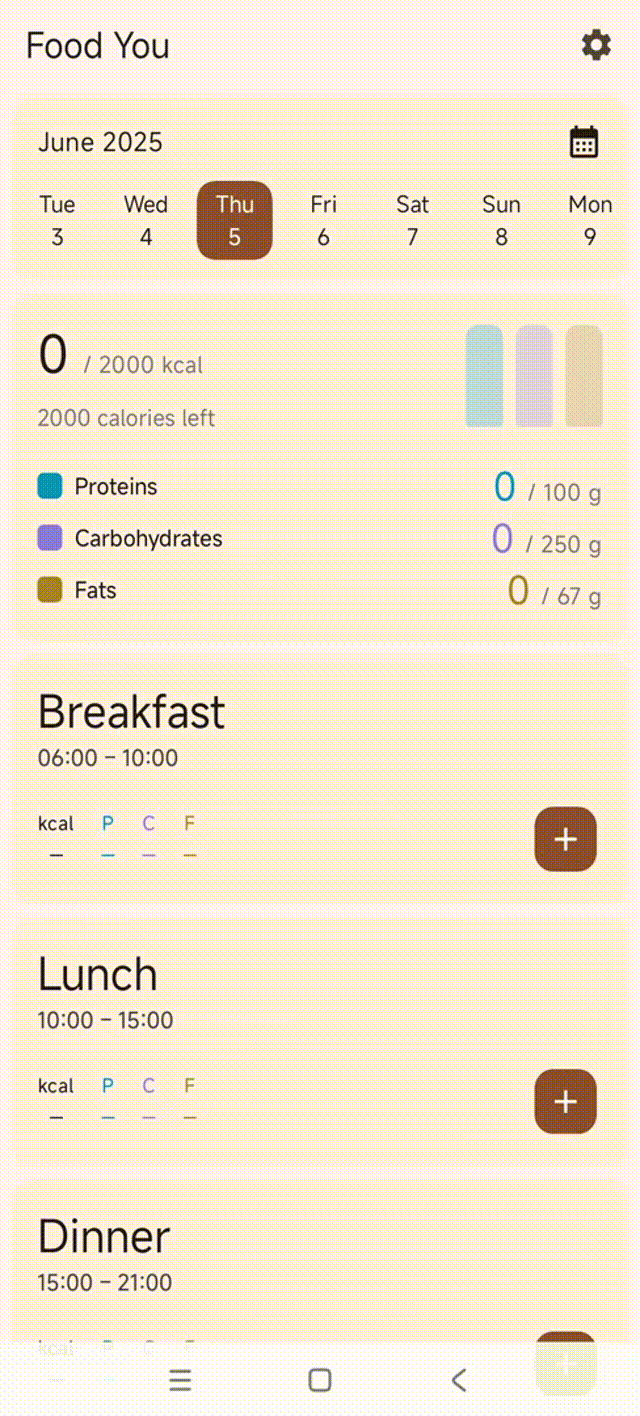 Food You
June 2025
Tue Wed Thu Fri Sat Sun Mon
3 4 5 6 7 8 9
0 / 2000 kcal
2000 calories left
Proteins 0 / 100 g
Carbohydrates 0 / 250 g
Fats 0 / 67 g
Breakfast
06:00 – 10:00
kcal P C F
– – – –
+
Lunch
10:00 – 15:00
kcal P C F
– – – –
+
Dinner
15:00 – 21:00
kcal P C F
+